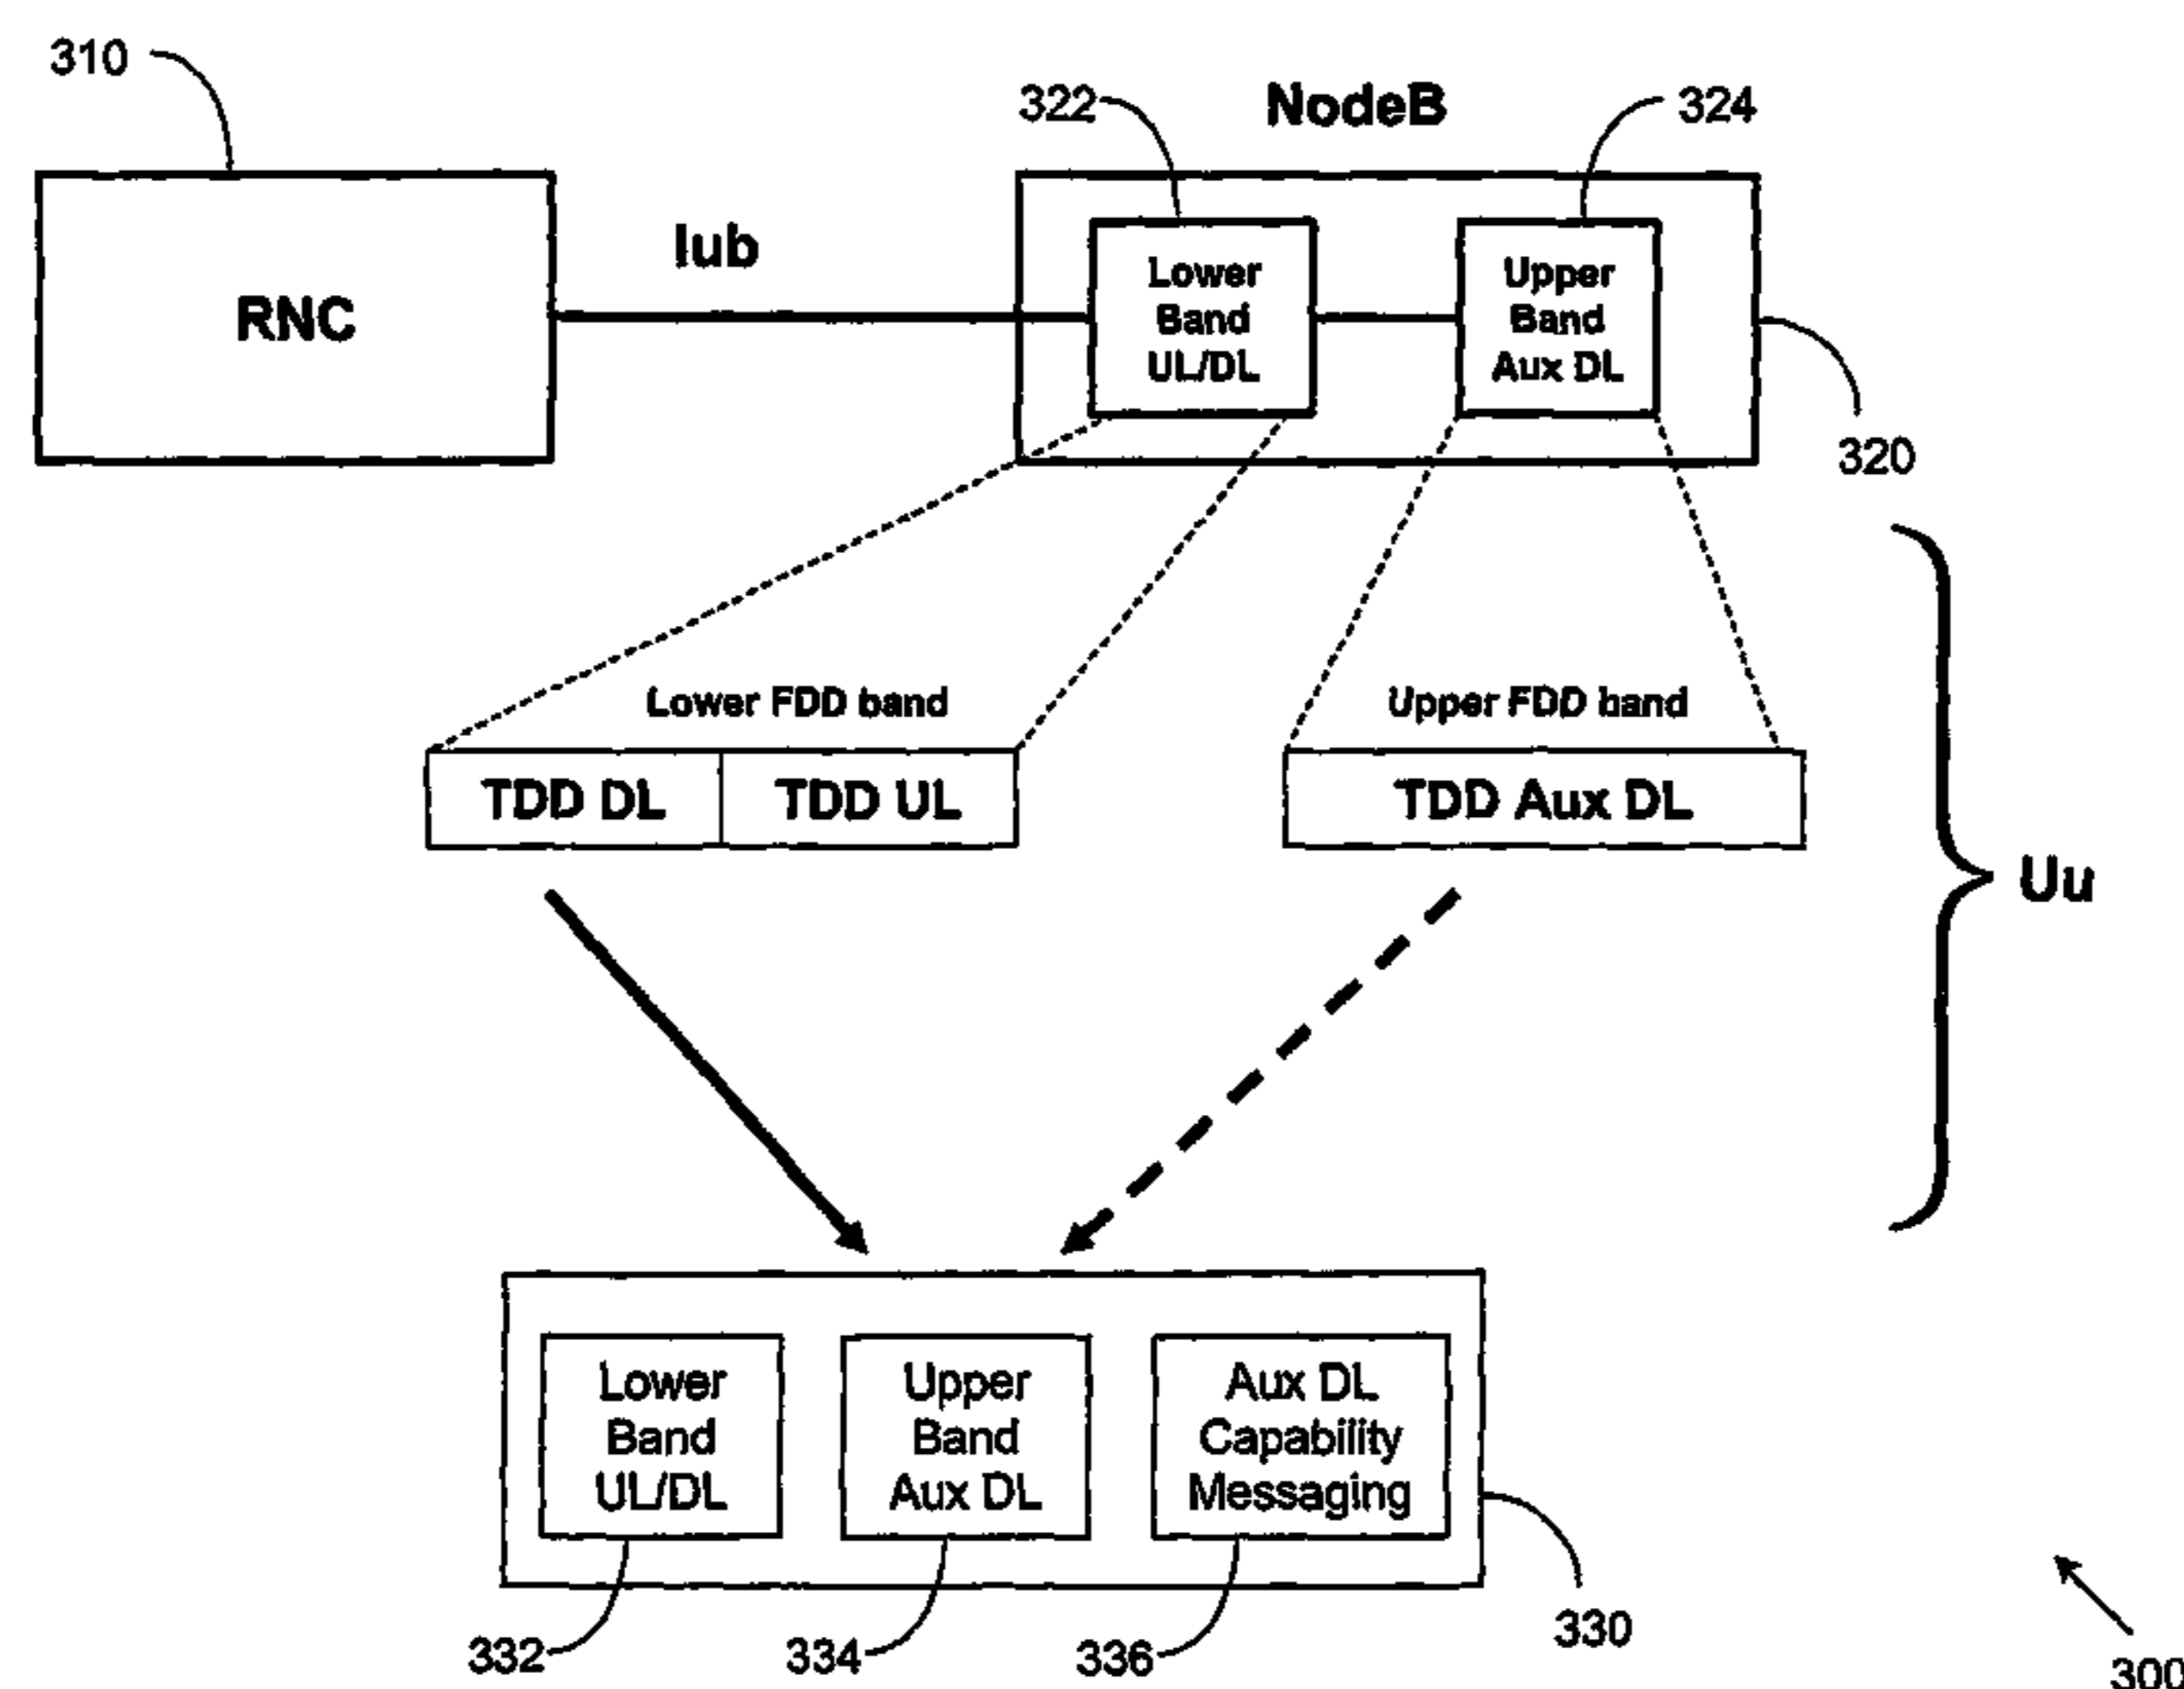 310
322
NodeB
324
RNC
Iub
Lower
Band
UL/DL
Upper
Band
Aux DL
320
Lower FDD band
Upper FDD band
TDD DL
TDD UL
TDD Aux DL
Uu
Lower
Band
UL/DL
Upper
Band
Aux DL
Aux DL
Capability
Messaging
332
334
336
330
300